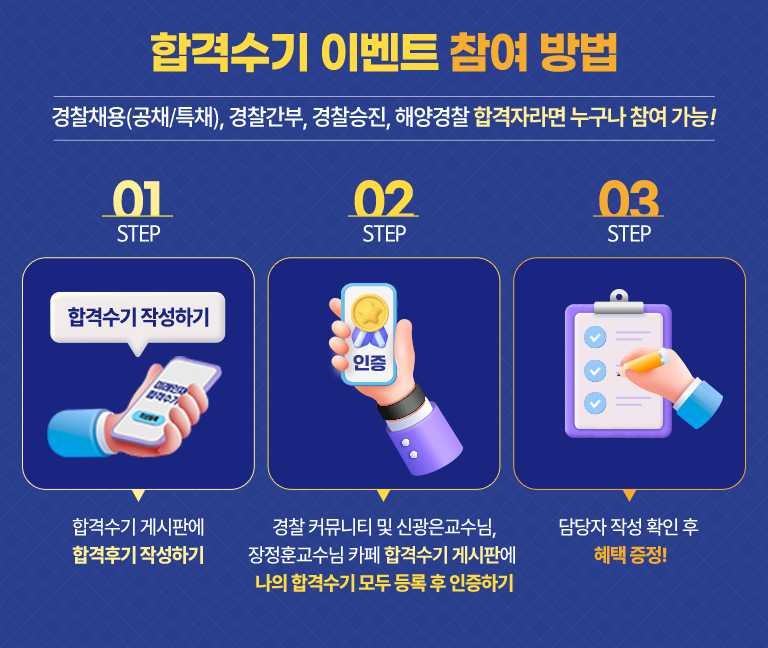 합격수기 이벤트 참여 방법
경찰채용(공채/특채), 경찰간부, 경찰승진, 해양경찰 합격자라면 누구나 참여 가능!
01
STEP
합격수기 작성하기
합격수기
합격수기 게시판에
합격후기 작성하기
02
STEP
인증
경찰 커뮤니티 및 신광은교수님,
장정훈교수님 카페 합격수기 게시판에
나의 합격수기 모두 등록 후 인증하기
03
STEP
담당자 작성 확인 후
혜택 증정!